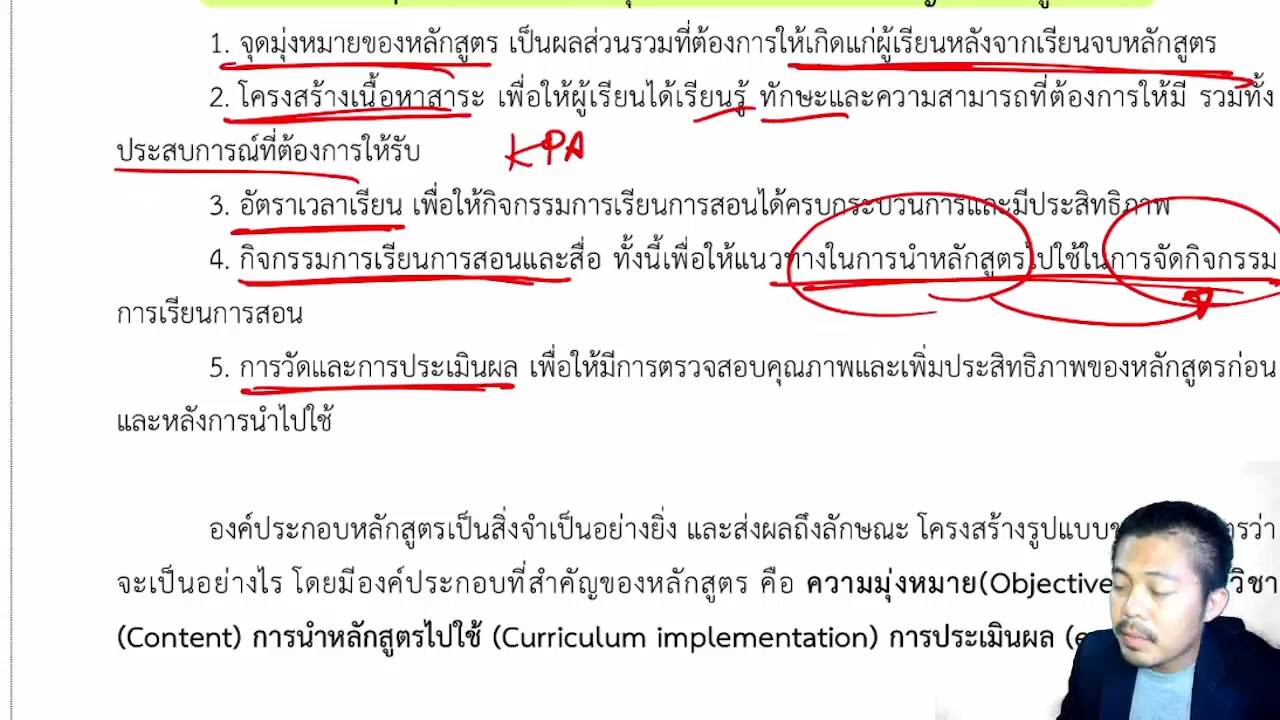 1. จุดมุ่งหมายของหลักสูตร เป็นผลส่วนรวมที่ต้องการให้เกิดแก่ผู้เรียนหลังจากเรียนจบหลักสูตร
2. โครงสร้างเนื้อหาสาระ เพื่อให้ผู้เรียนได้เรียนรู้ ทักษะและความสามารถที่ต้องการให้มี รวมทั้ง
ประสบการณ์ที่ต้องการให้รับ KPA
3. อัตราเวลาเรียน เพื่อให้กิจกรรมการเรียนการสอนได้ครบกระบวนการและมีประสิทธิภาพ
4. กิจกรรมการเรียนการสอนและสื่อ ทั้งนี้เพื่อให้แนวทางในการนำหลักสูตรไปใช้ในการจัดกิจกรรม
การเรียนการสอน
5. การวัดและการประเมินผล เพื่อให้มีการตรวจสอบคุณภาพและเพิ่มประสิทธิภาพของหลักสูตรก่อน
และหลังการนำไปใช้
องค์ประกอบหลักสูตรเป็นสิ่งจำเป็นอย่างยิ่ง และส่งผลถึงลักษณะ โครงสร้างรูปแบบ
จะเป็นอย่างไร โดยมีองค์ประกอบที่สำคัญของหลักสูตร คือ ความมุ่งหมาย(Objective วิชา
(Content) การนำหลักสูตรไปใช้ (Curriculum implementation) การประเมินผล